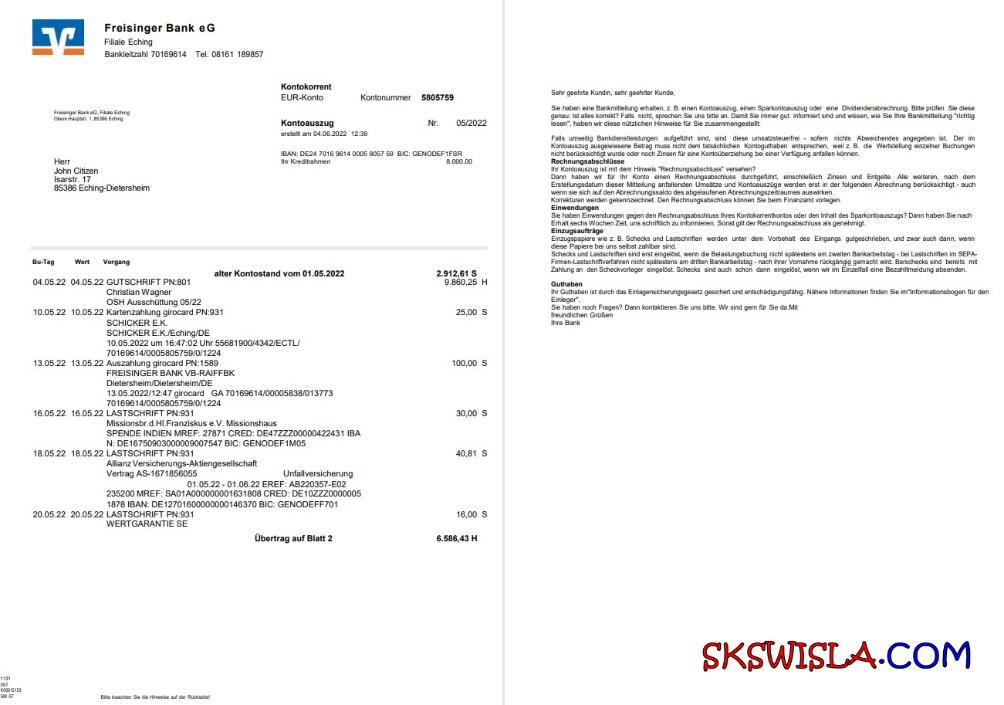 Freisinger Bank eG
Filiale Eching
Bankleitzahl 70169614 Tel. 08161 189857
Kontokorrent
EUR-Konto Kontonummer 5805759
Freisinger Bank eG, Filiale Eching
Obere Hauptstr. 1, 85386 Eching
Kontoauszug Nr. 05/2022
erstellt am 04.06.2022 12:39
IBAN: DE24 7016 9614 0005 8057 59 BIC: GENODEF1FSR
Ihr Kreditrahmen 8.000,00
Herr
John Citizen
Isarstr. 17
85386 Eching-Dietersheim
Bu-Tag Wert Vorgang
alter Kontostand vom 01.05.2022 2.912,61 S
04.05.22 04.05.22 GUTSCHRIFT PN:801 9.860,25 H
Christian Wagner
OSH Ausschüttung 05/22
10.05.22 10.05.22 Kartenzahlung girocard PN:931 25,00 S
SCHICKER E.K.
SCHICKER E.K./Eching/DE
10.05.2022 um 16:47:02 Uhr 55681900/4342/ECTL/
70169614/0005805759/0/1224
13.05.22 13.05.22 Auszahlung girocard PN:1589 100,00 S
FREISINGER BANK VB-RAIFFBK
Dietersheim/Dietersheim/DE
13.05.2022/12:47 girocard GA 70169614/00005838/013773
70169614/0005805759/0/1224
16.05.22 16.05.22 LASTSCHRIFT PN:931 30,00 S
Missionsbr.d.Hl.Franziskus e.V. Missionshaus
SPENDE INDIEN MREF: 27871 CRED: DE47ZZZ00000422431 IBA
N: DE16750903000009007547 BIC: GENODEF1M05
18.05.22 18.05.22 LASTSCHRIFT PN:931 40,81 S
Allianz Versicherungs-Aktiengesellschaft
Vertrag AS-1671856055 Unfallversicherung
01.05.22 - 01.06.22 EREF: AB220357-E02
235200 MREF: SA01A000000001631808 CRED: DE10ZZZ0000005
1878 IBAN: DE12701600000000146370 BIC: GENODEFF701
20.05.22 20.05.22 LASTSCHRIFT PN:931 16,00 S
WERTGARANTIE SE
Übertrag auf Blatt 2 6.586,43 H
Bitte beachten Sie die Hinweise auf der Rückseite!
Sehr geehrte Kundin, sehr geehrter Kunde,
Sie haben eine Bankmitteilung erhalten, z. B. einen Kontoauszug, einen Sparkontoauszug oder eine Dividendenabrechnung. Bitte prüfen Sie diese
genau: Ist alles korrekt? Falls nicht, sprechen Sie uns bitte an. Damit Sie immer gut informiert sind und wissen, wie Sie Ihre Bankmitteilung "richtig
lesen", haben wir diese nützlichen Hinweise für Sie zusammengestellt.
Falls umseitig Bankdienstleistungen aufgeführt sind, sind diese umsatzsteuerfrei - sofern nichts Abweichendes angegeben ist. Der im
Kontoauszug ausgewiesene Betrag muss nicht dem tatsächlichen Kontoguthaben entsprechen, weil z. B. die Wertstellung einzelner Buchungen
nicht berücksichtigt wurde oder noch Zinsen für eine Kontoüberziehung bei einer Verfügung anfallen können.
Rechnungsabschlüsse
Ihr Kontoauszug ist mit dem Hinweis "Rechnungsabschluss" versehen?
Dann haben wir für Ihr Konto einen Rechnungsabschluss durchgeführt, einschließlich Zinsen und Entgelte. Alle weiteren, nach dem
Erstellungsdatum dieser Mitteilung anfallenden Umsätze und Kontoauszüge werden erst in der folgenden Abrechnung berücksichtigt - auch
wenn sie sich auf den Abrechnungssaldo des abgelaufenen Abrechnungszeitraumes auswirken.
Korrekturen werden gekennzeichnet. Den Rechnungsabschluss können Sie beim Finanzamt vorlegen.
Einwendungen
Sie haben Einwendungen gegen den Rechnungsabschluss Ihres Kontokorrentkontos oder den Inhalt des Sparkontoauszugs? Dann haben Sie nach
Erhalt sechs Wochen Zeit, uns schriftlich zu informieren. Sonst gilt der Rechnungsabschluss als genehmigt.
Einzugsaufträge
Einzugspapiere wie z. B. Schecks und Lastschriften werden unter dem Vorbehalt des Eingangs gutgeschrieben, und zwar auch dann, wenn
diese Papiere bei uns selbst zahlbar sind.
Schecks und Lastschriften sind erst eingelöst, wenn die Belastungsbuchung nicht spätestens am zweiten Bankarbeitstag - bei Lastschriften im SEPA-
Firmen-Lastschriftverfahren nicht spätestens am dritten Bankarbeitstag - nach ihrer Vornahme rückgängig gemacht wird. Barschecks sind bereits mit
Zahlung an den Scheckvorleger eingelöst. Schecks sind auch schon dann eingelöst, wenn wir im Einzelfall eine Bezahltmeldung absenden.
Guthaben
Ihr Guthaben ist durch das Einlagensicherungsgesetz gesichert und entschädigungsfähig. Nähere Informationen finden Sie im"Informationsbogen für den
Einleger".
Sie haben noch Fragen? Dann kontaktieren Sie uns bitte. Wir sind gern für Sie da.Mit
freundlichen Grüßen
Ihre Bank
SKSWISLA.COM